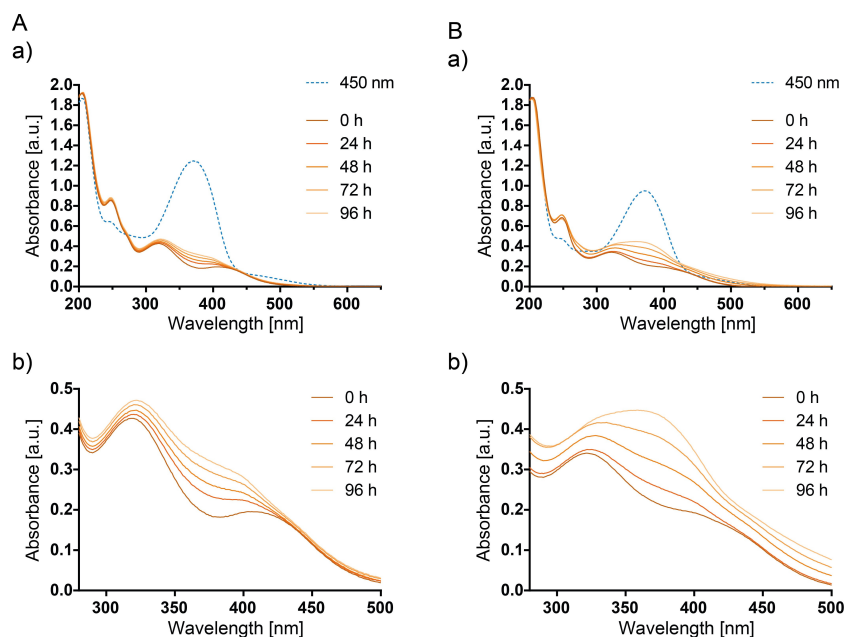 A
a)
2.0
1.8
1.6
1.4
1.2
1.0
0.8
0.6
0.4
0.2
0.0
200
300
400
500
600
Absorbance [a.u.]
Wavelength [nm]
450 nm
0 h
24 h
48 h
72 h
96 h
B
a)
2.0
1.8
1.6
1.4
1.2
1.0
0.8
0.6
0.4
0.2
0.0
200
300
400
500
600
Absorbance [a.u.]
Wavelength [nm]
450 nm
0 h
24 h
48 h
72 h
96 h
b)
0.5
0.4
0.3
0.2
0.1
0.0
300
350
400
450
500
Absorbance [a.u.]
Wavelength [nm]
0 h
24 h
48 h
72 h
96 h
b)
0.5
0.4
0.3
0.2
0.1
0.0
300
350
400
450
500
Absorbance [a.u.]
Wavelength [nm]
0 h
24 h
48 h
72 h
96 h